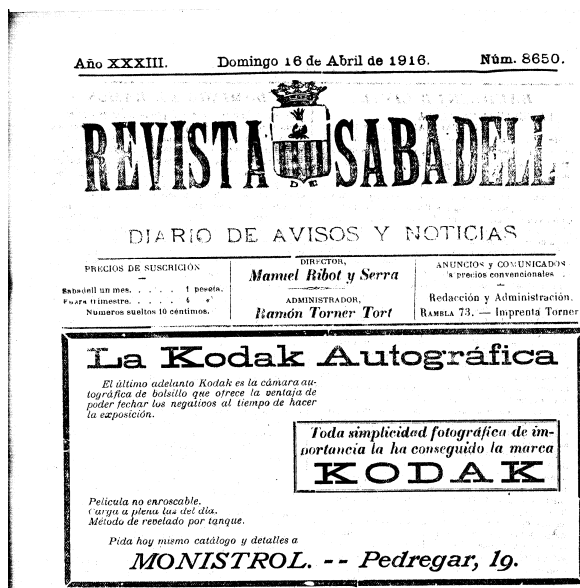 Año XXXIII. Domingo 16 de Abril de 1916. Núm. 8650.
REVISTA DE SABADELL
DIARIO DE AVISOS Y NOTICIAS
PRECIOS DE SUSCRIPCIÓN
Sabadell un mes. . . . . 1 peseta.
Fuera trimestre. . . . .
Números sueltos 10 céntimos.
DIRECTOR,
Manuel Ribot y Serra
ADMINISTRADOR,
Ramón Torner Tort
ANUNCIOS y COMUNICADOS
a precios convencionales
Redacción y Administración,
RAMBLA 73. — Imprenta Torner
La Kodak Autográfica
El último adelanto Kodak es la cámara au-
tográfica de bolsillo que ofrece la ventaja de
poder fechar los negativos al tiempo de hacer
la exposición.
Toda simplicidad fotográfica de im-
portancia la ha conseguido la marca
KODAK
Película no enroscable.
Carga a plena luz del día.
Método de revelado por tanque.
Pida hoy mismo catálogo y detalles a
MONISTROL. -- Pedregar, 19.